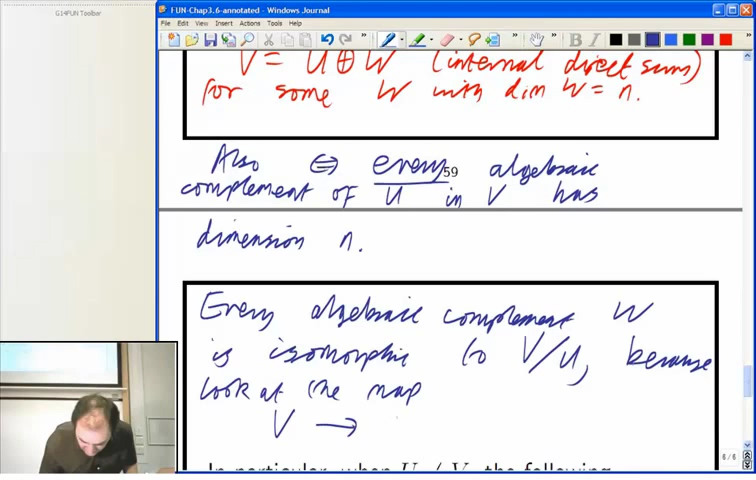 G14FUN Toolbar
FUN-Chap3.6-annotated - Windows Journal
File Edit View Insert Actions Tools Help
B I
V = U ⊕ W (internal direct sum)
for some W with dim W = n.
Also ⇔ every algebraic
59
complement of U in V has
dimension n.
Every algebraic complement W
is isomorphic to V/U, because
look at the map
V →
In particular, when U ≠ V, the following
6 / 6